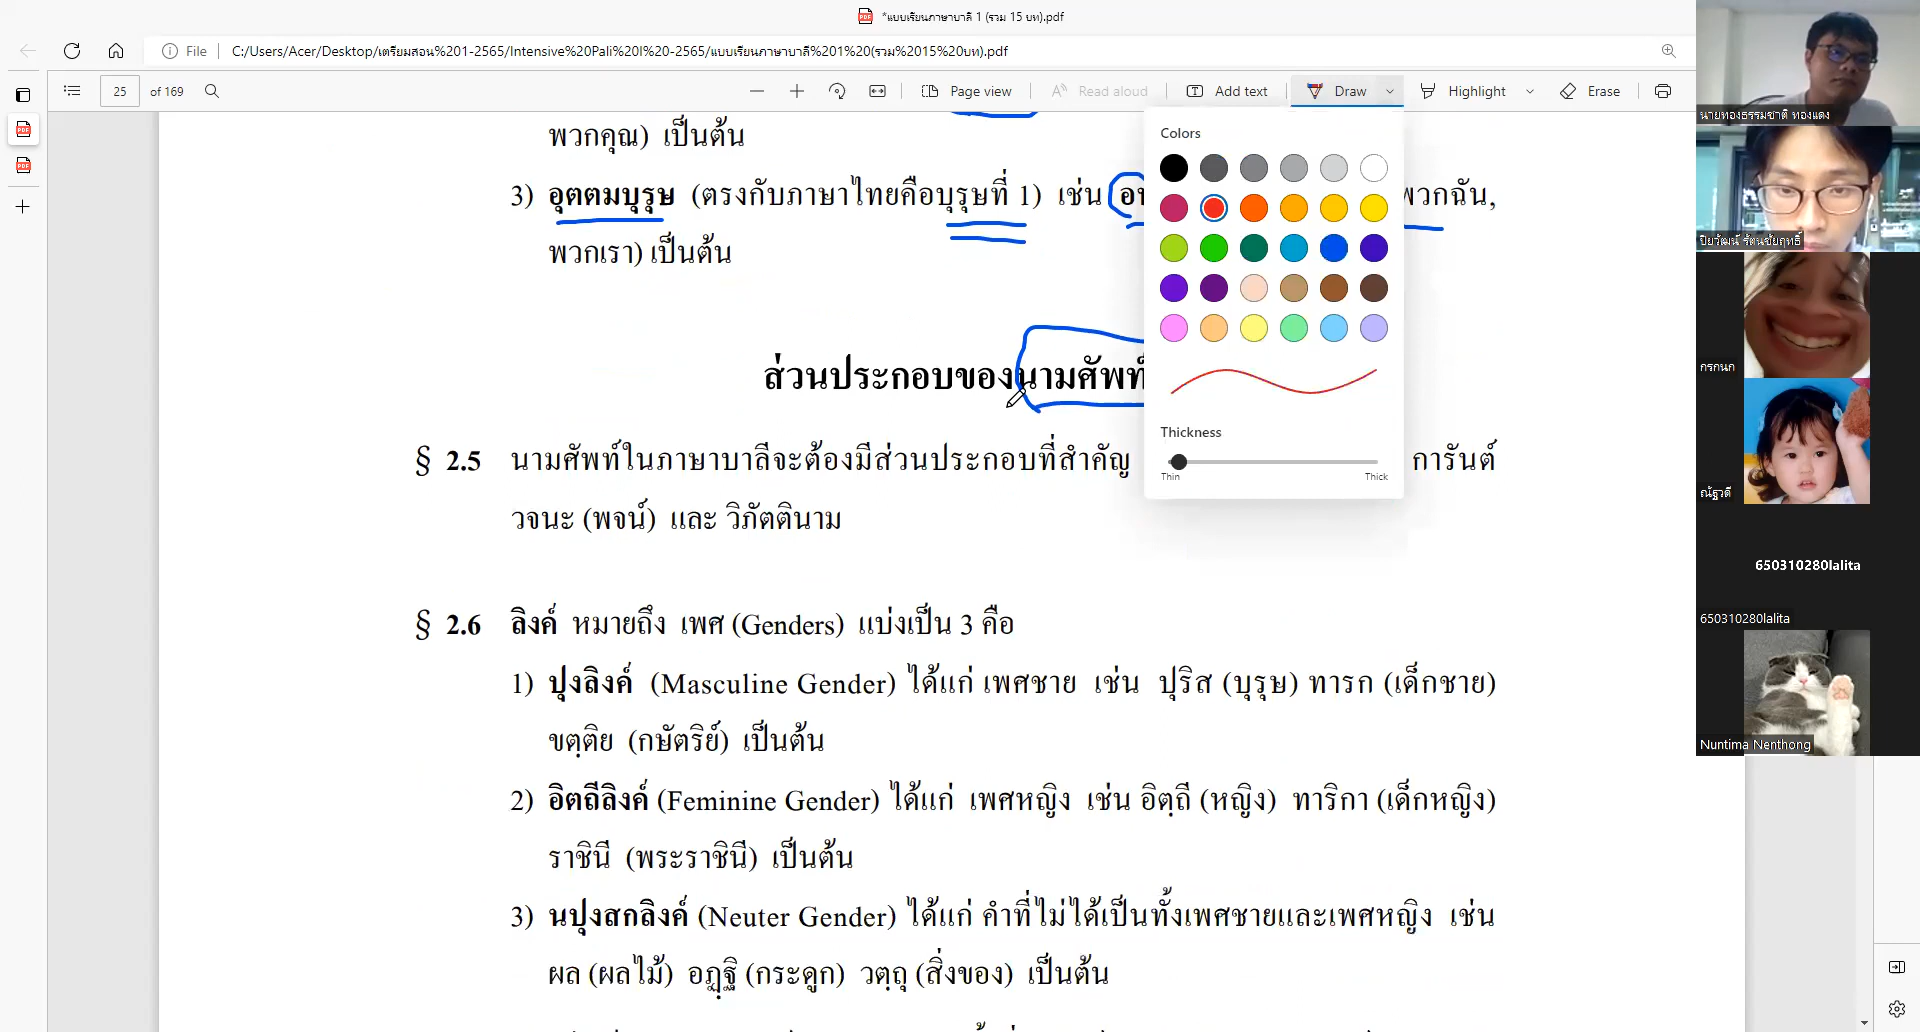 *แบบเรียนภาษาบาลี 1 (รวม 15 บท).pdf
File C:/Users/Acer/Desktop/เตรียมสอน%201-2565/Intensive%20Pali%20I%20-2565/แบบเรียนภาษาบาลี%201%20(รวม%2015%20บท).pdf
25 of 169 Page view Read aloud Add text Draw Highlight Erase
พวกคุณ) เป็นต้น
3) อุตตมบุรุษ (ตรงกับภาษาไทยคือบุรุษที่ 1) เช่น พวกฉัน,
พวกเรา) เป็นต้น
ส่วนประกอบของนามศัพท์
§ 2.5 นามศัพท์ในภาษาบาลีจะต้องมีส่วนประกอบที่สำคัญ การันต์
วจนะ (พจน์) และ วิภัตตินาม
§ 2.6 ลิงค์ หมายถึง เพศ (Genders) แบ่งเป็น 3 คือ
1) ปุงลิงค์ (Masculine Gender) ได้แก่ เพศชาย เช่น ปุริส (บุรุษ) ทารก (เด็กชาย)
ขตฺติย (กษัตริย์) เป็นต้น
2) อิตถีลิงค์ (Feminine Gender) ได้แก่ เพศหญิง เช่น อิตฺถี (หญิง) ทาริกา (เด็กหญิง)
ราชินี (พระราชินี) เป็นต้น
3) นปุงสกลิงค์ (Neuter Gender) ได้แก่ คำที่ไม่ได้เป็นทั้งเพศชายและเพศหญิง เช่น
ผล (ผลไม้) อฏฺฐิ (กระดูก) วตฺถุ (สิ่งของ) เป็นต้น
Colors
Thickness
Thin Thick
นายทองธรรมชาติ ทองแดง
ปิยวัฒน์ รัตนชัยฤทธิ์
กรกนก
ณัฐวดี
650310280lalita
650310280lalita
Nuntima Nenthong